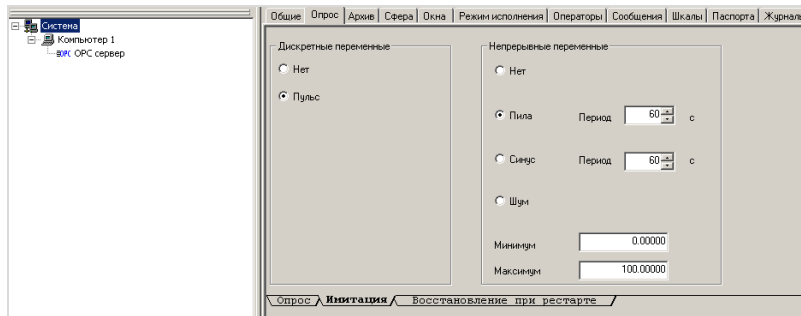 Система
Компьютер 1
OPC OPC сервер
Общие Опрос Архив Сфера Окна Режим исполнения Операторы Сообщения Шкалы Паспорта
Дискретные переменные
Нет
Пульс
Непрерывные переменные
Нет
Пила Период 60 с
Синус Период 60 с
Шум
Минимум 0.00000
Максимум 100.00000
Опрос Имитация Восстановление при рестарте